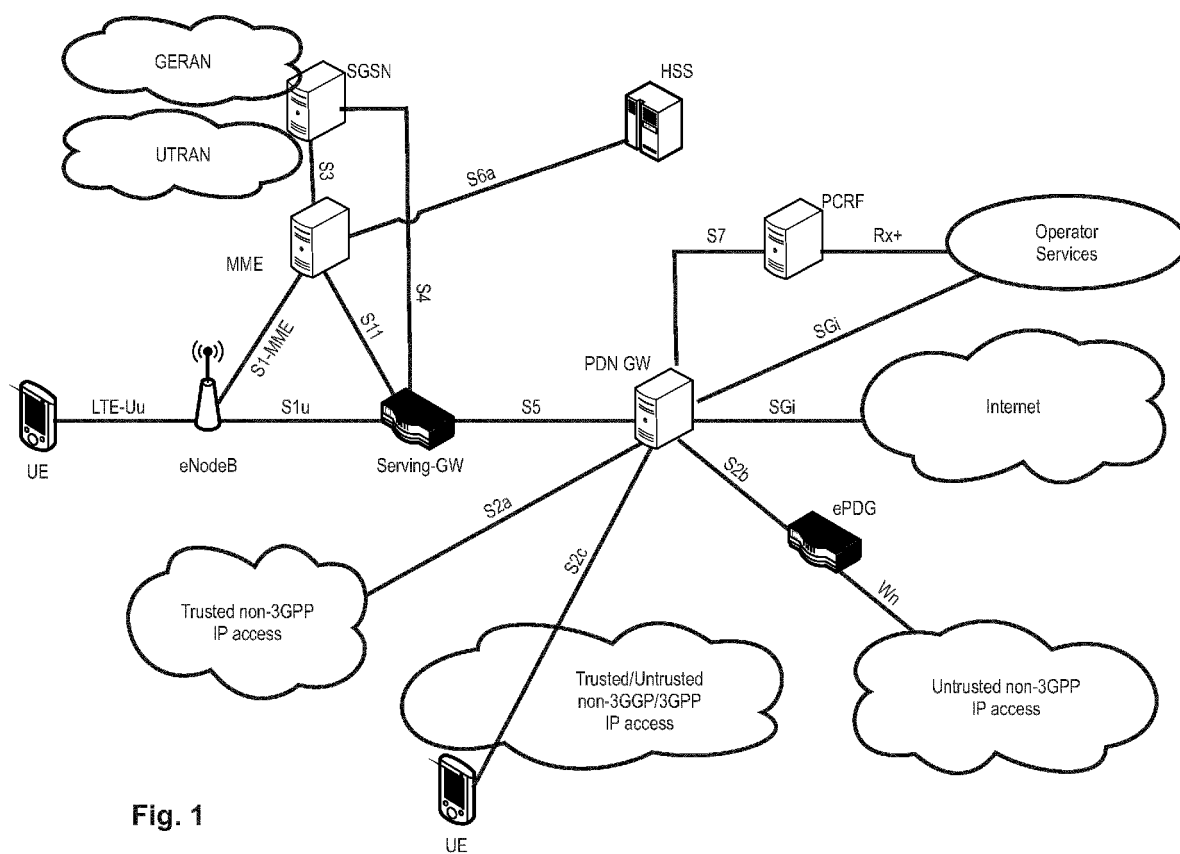 GERAN
SGSN
HSS
UTRAN
S3
S6a
PCRF
S7
Rx+
Operator
Services
MME
S4
S1-MME
S11
SGi
PDN GW
LTE-Uu
S1u
S5
SGi
Internet
UE
eNodeB
Serving-GW
S2a
S2b
ePDG
S2c
Wn
Trusted non-3GPP
IP access
Trusted/Untrusted
non-3GGP/3GPP
IP access
Untrusted non-3GPP
IP access
Fig. 1
UE